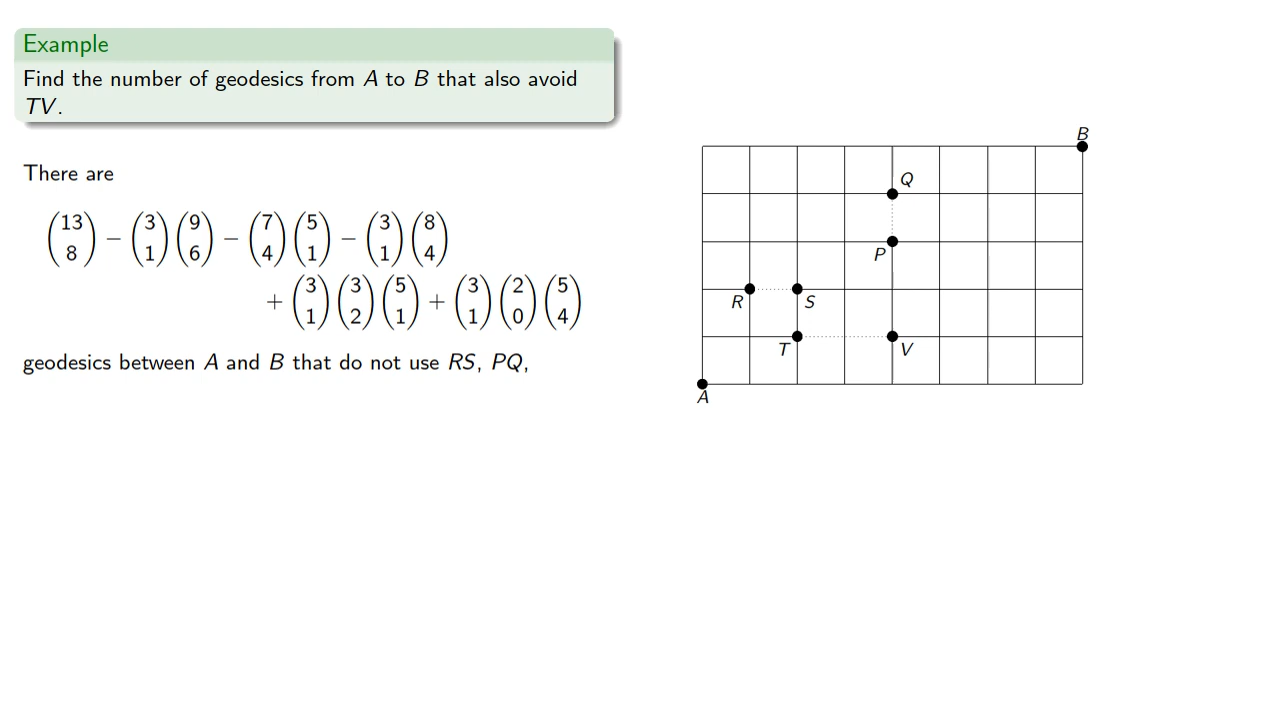 Example
Find the number of geodesics from A to B that also avoid
TV.
There are
(13 8) − (3 1)(9 6) − (7 4)(5 1) − (3 1)(8 4)
+ (3 1)(3 2)(5 1) + (3 1)(2 0)(5 4)
geodesics between A and B that do not use RS, PQ,
B
Q
P
R
S
T
V
A